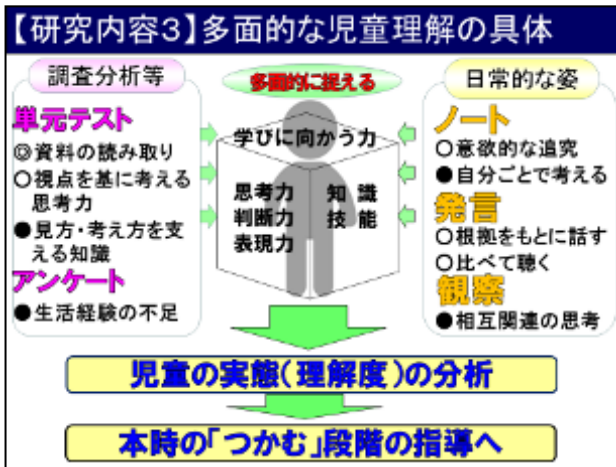 【研究内容3】多面的な児童理解の具体
調査分析等
単元テスト
◎資料の読み取り
○視点を基に考える
思考力
●見方・考え方を支
える知識
アンケート
●生活経験の不足
多面的に捉える
学びに向かう力
思考力
判断力
表現力
知識
技能
日常的な姿
ノート
○意欲的な追究
●自分ごとで考える
発言
○根拠をもとに話す
○比べて聴く
観察
●相互関連の思考
児童の実態(理解度)の分析
本時の「つかむ」段階の指導へ